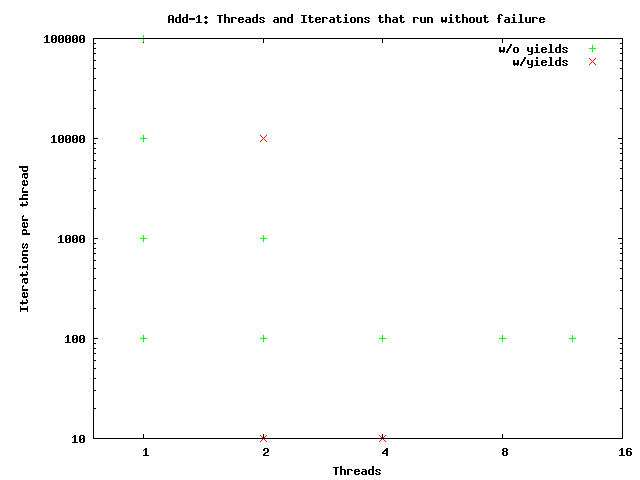 Add-1: Threads and Iterations that run without failure
100000
w/o yields
w/yields
10000
Iterations per thread
1000
100
10
1 2 4 8 16
Threads